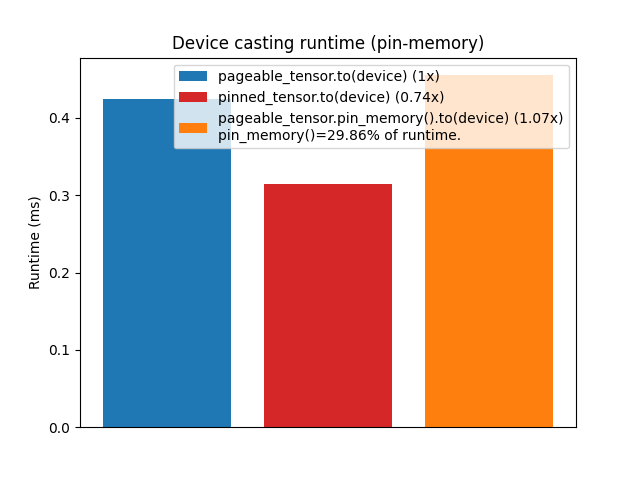 Device casting runtime (pin-memory)
pageable_tensor.to(device) (1x)
pinned_tensor.to(device) (0.74x)
pageable_tensor.pin_memory().to(device) (1.07x)
pin_memory()=29.86% of runtime.
Runtime (ms)
0.4
0.3
0.2
0.1
0.0